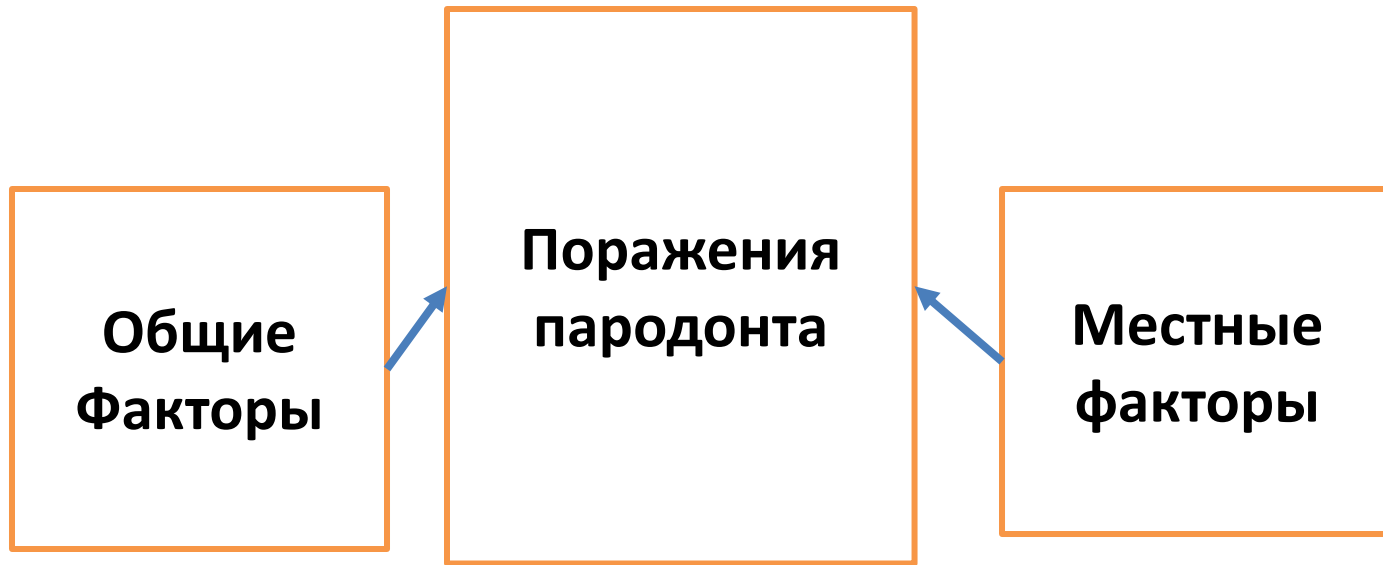 Общие
Факторы
Поражения
пародонта
Местные
факторы